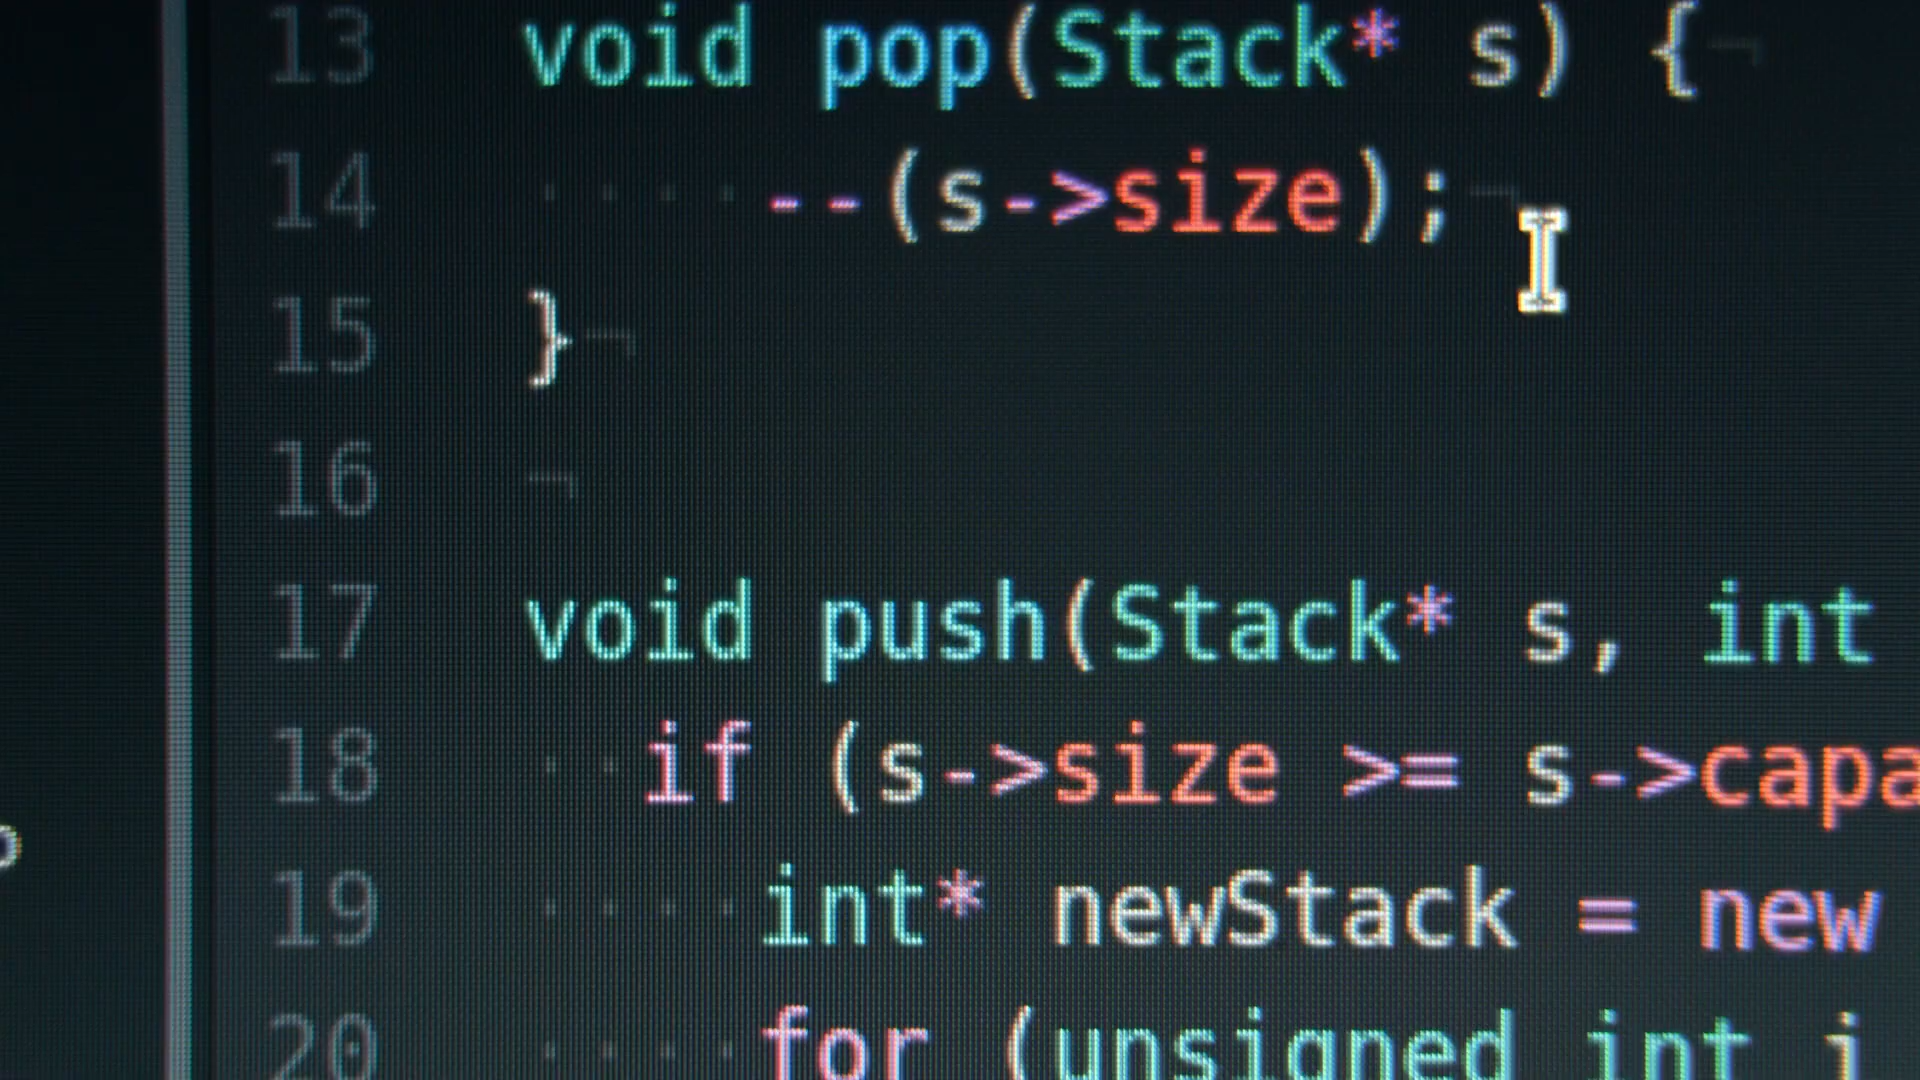 13 void pop(Stack* s) {¬
14 ····--(s->size);¬
15 }¬
16 ¬
17 void push(Stack* s, int
18 ··if (s->size >= s->capa
19 ····int* newStack = new
20 ····for (unsigned int